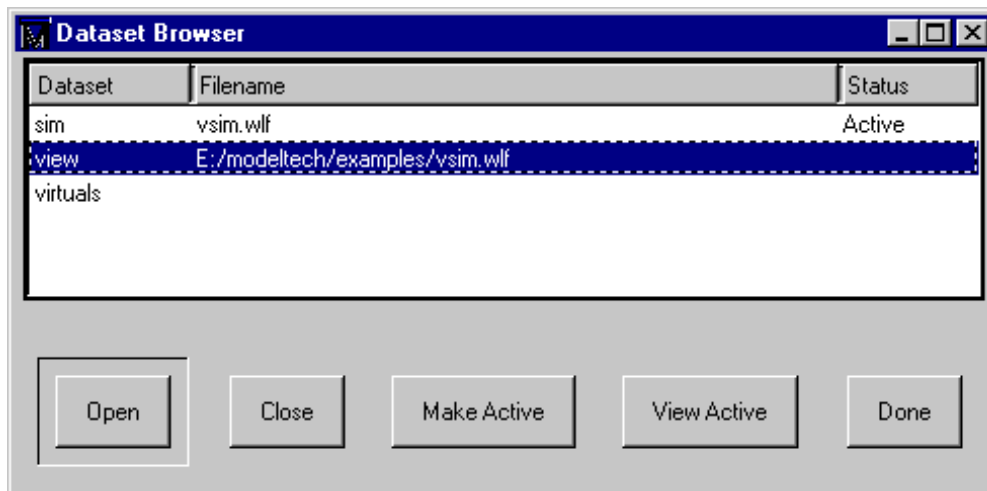 Dataset Browser
Dataset Filename Status
sim vsim.wlf Active
view E:/modeltech/examples/vsim.wlf
virtuals
Open Close Make Active View Active Done